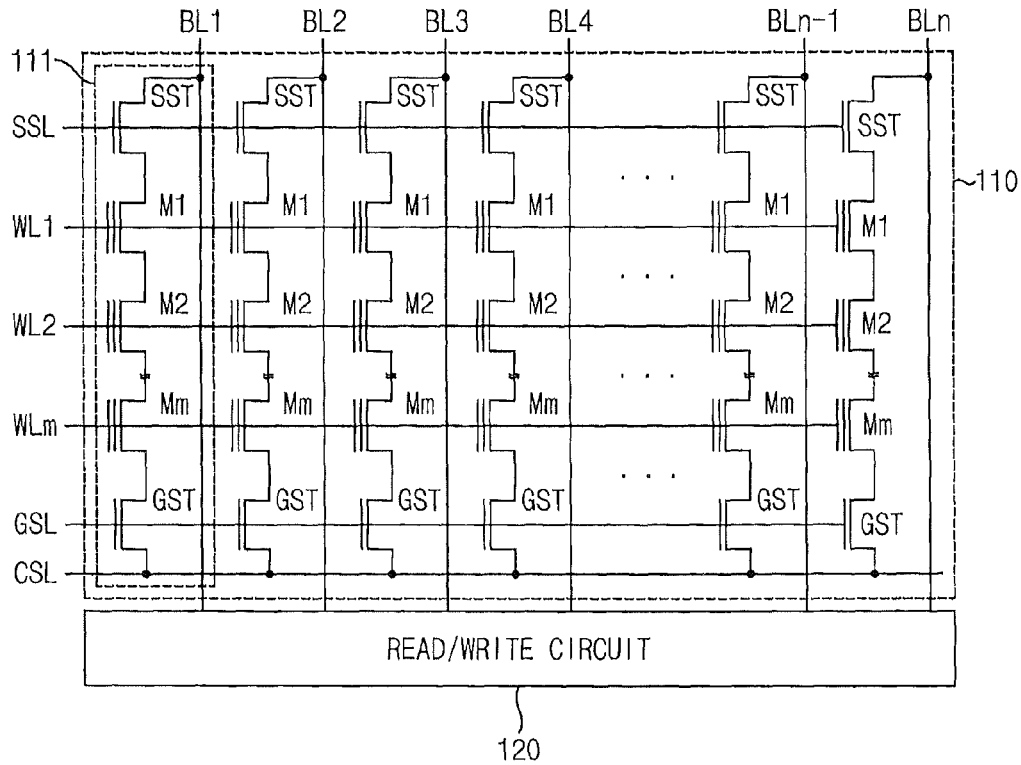 BL1 BL2 BL3 BL4 BLn-1 BLn
111
SST SST SST SST SST
SSL SST
. . . 110
M1 M1 M1 M1 M1
WL1 M1
. . .
M2 M2 M2 M2 M2
WL2 M2
. . .
Mm Mm Mm Mm Mm
WLm Mm
. . .
GST GST GST GST GST
GSL GST
CSL
READ/WRITE CIRCUIT
120